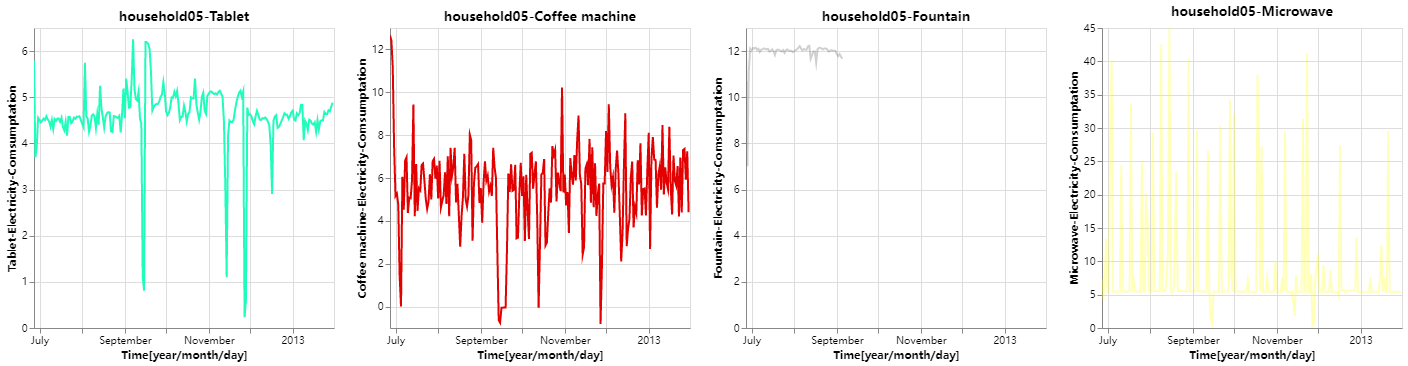 household05-Tablet
Tablet-Electricity-Comsumptation
6
5
4
3
2
1
0
July
September
November
2013
Time[year/month/day]
household05-Coffee machine
Coffee machine-Electricity-Comsumptation
12
10
8
6
4
2
0
July
September
November
2013
Time[year/month/day]
household05-Fountain
Fountain-Electricity-Comsumptation
12
10
8
6
4
2
0
July
September
November
2013
Time[year/month/day]
household05-Microwave
Microwave-Electricity-Comsumptation
45
40
35
30
25
20
15
10
5
0
July
September
November
2013
Time[year/month/day]